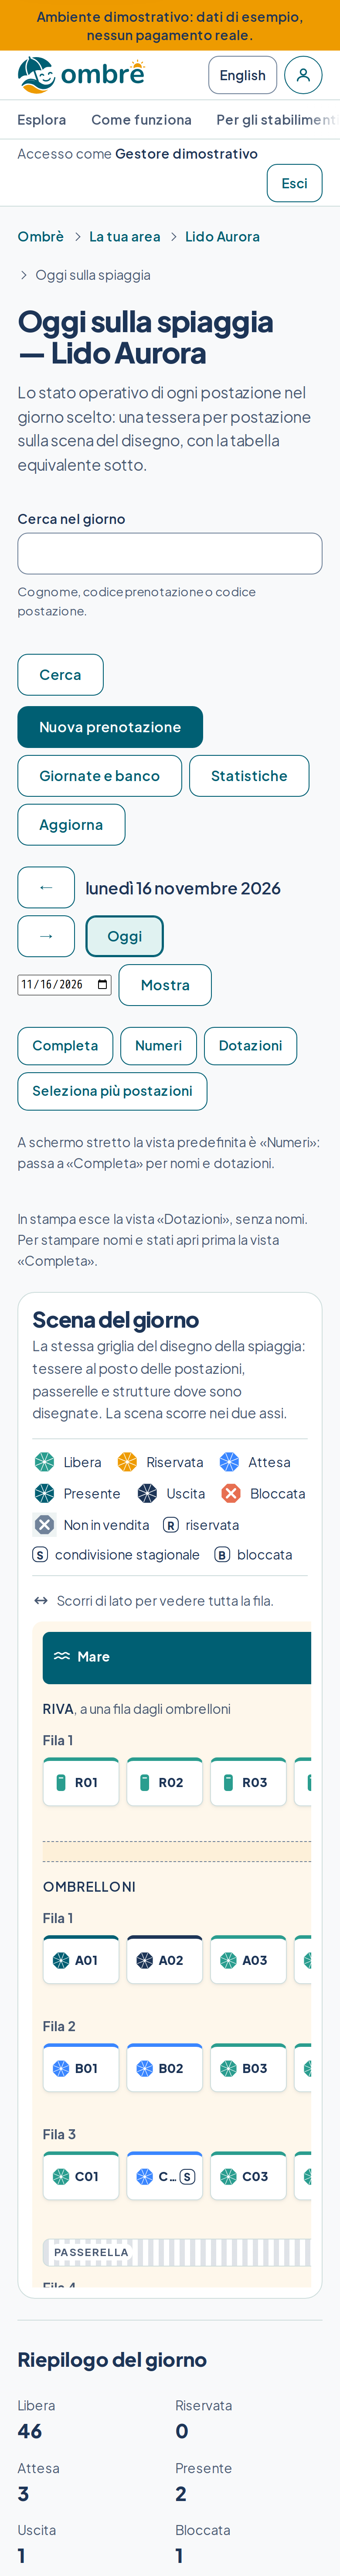 Ambiente dimostrativo: dati di esempio,
nessun pagamento reale.
ombrè
English
Esplora
Come funziona
Per gli stabiliment
Accesso come Gestore dimostrativo
Esci
Ombrè > La tua area > Lido Aurora
> Oggi sulla spiaggia
Oggi sulla spiaggia
— Lido Aurora
Lo stato operativo di ogni postazione nel
giorno scelto: una tessera per postazione
sulla scena del disegno, con la tabella
equivalente sotto.
Cerca nel giorno
Cognome, codice prenotazione o codice
postazione.
Cerca
Nuova prenotazione
Giornate e banco
Statistiche
Aggiorna
← lunedì 16 novembre 2026
→ Oggi
11/16/2026 Mostra
Completa
Numeri
Dotazioni
Seleziona più postazioni
A schermo stretto la vista predefinita è «Numeri»:
passa a «Completa» per nomi e dotazioni.
In stampa esce la vista «Dotazioni», senza nomi.
Per stampare nomi e stati apri prima la vista
«Completa».
Scena del giorno
La stessa griglia del disegno della spiaggia:
tessere al posto delle postazioni,
passerelle e strutture dove sono
disegnate. La scena scorre nei due assi.
Libera Riservata Attesa
Presente Uscita Bloccata
Non in vendita R riservata
S condivisione stagionale B bloccata
↔ Scorri di lato per vedere tutta la fila.
Mare
RIVA, a una fila dagli ombrelloni
Fila 1
R01 R02 R03
OMBRELLONI
Fila 1
A01 A02 A03
Fila 2
B01 B02 B03
Fila 3
C01 C… S C03
PASSERELLA
Fila 4
Riepilogo del giorno
Libera Riservata
46 0
Attesa Presente
3 2
Uscita Bloccata
1 1